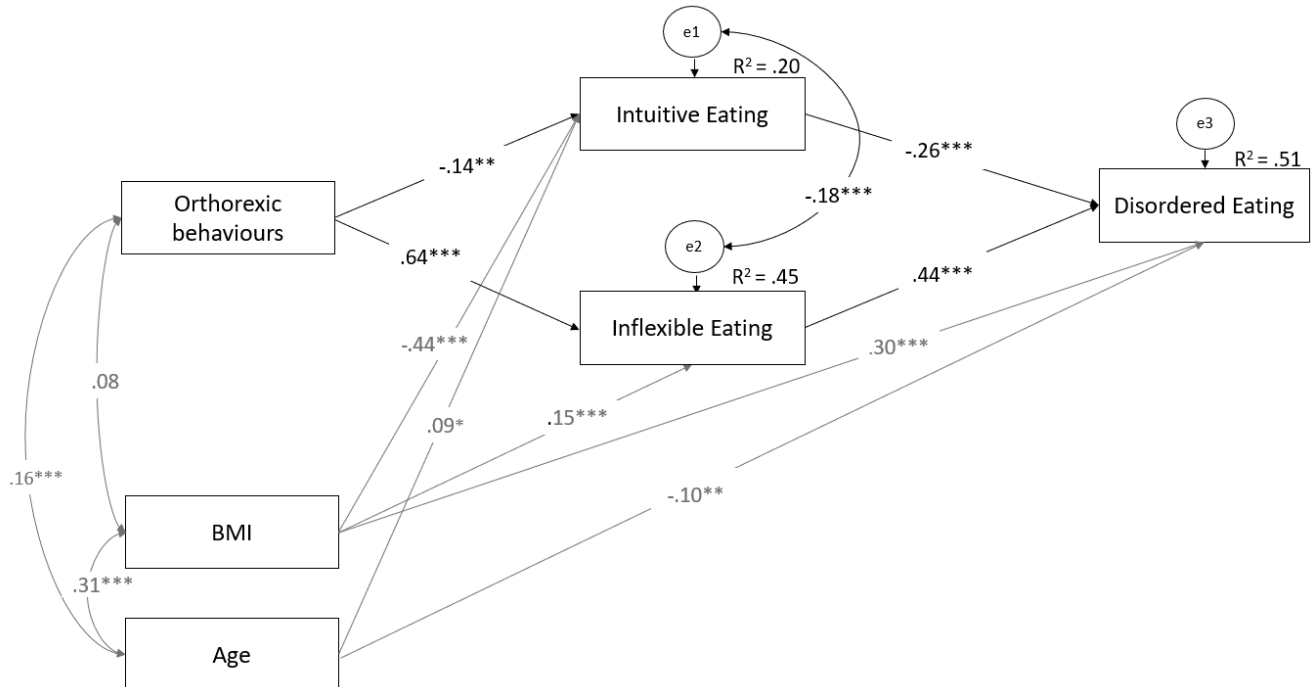 e1
R² = .20
Intuitive Eating
e3
-.26***
R² = .51
-.14**
Orthorexic
behaviours
-.18***
Disordered Eating
e2
.64***
R² = .45
.44***
Inflexible Eating
-.44***
.30***
.08
.15***
.09*
.16***
-.10**
BMI
.31***
Age